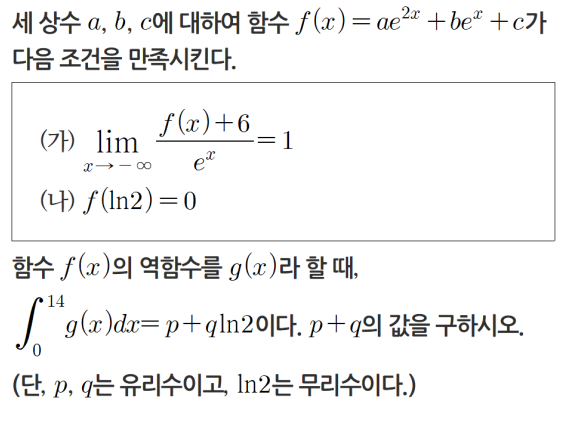 세 상수 a, b, c에 대하여 함수 f(x)=ae^{2x}+be^{x}+c가
다음 조건을 만족시킨다.
(가) lim_{x→-∞} \frac{f(x)+6}{e^{x}}=1
(나) f(ln2)=0
함수 f(x)의 역함수를 g(x)라 할 때,
∫_{0}^{14} g(x)dx=p+qln2이다. p+q의 값을 구하시오.
(단, p, q는 유리수이고, ln2는 무리수이다.)